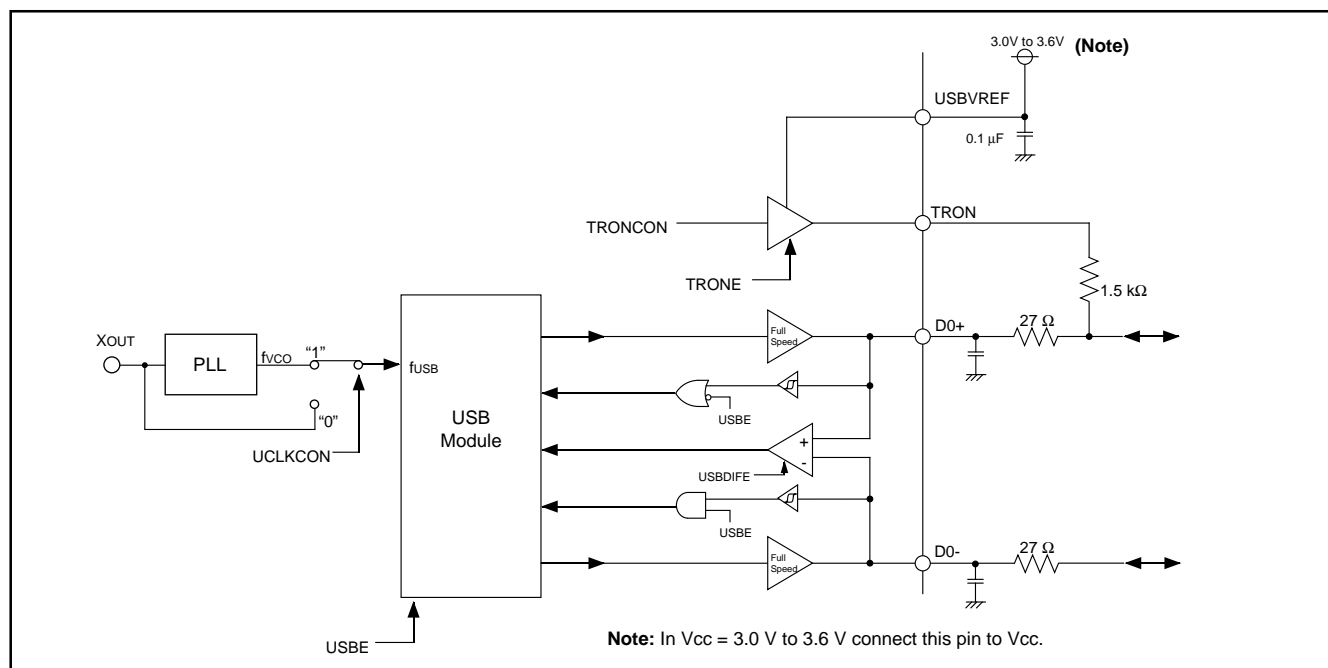 3.0V to 3.6V (Note)
USBVREF
0.1 μF
TRONCON
TRON
TRONE
1.5 kΩ
XOUT
PLL
fVCO
"1"
fUSB
"0"
UCLKCON
USB
Module
USBE
Full
Speed
D0+
27 Ω
USBE
+
-
USBDIFE
USBE
Full
Speed
D0-
27 Ω
Note: In Vcc = 3.0 V to 3.6 V connect this pin to Vcc.